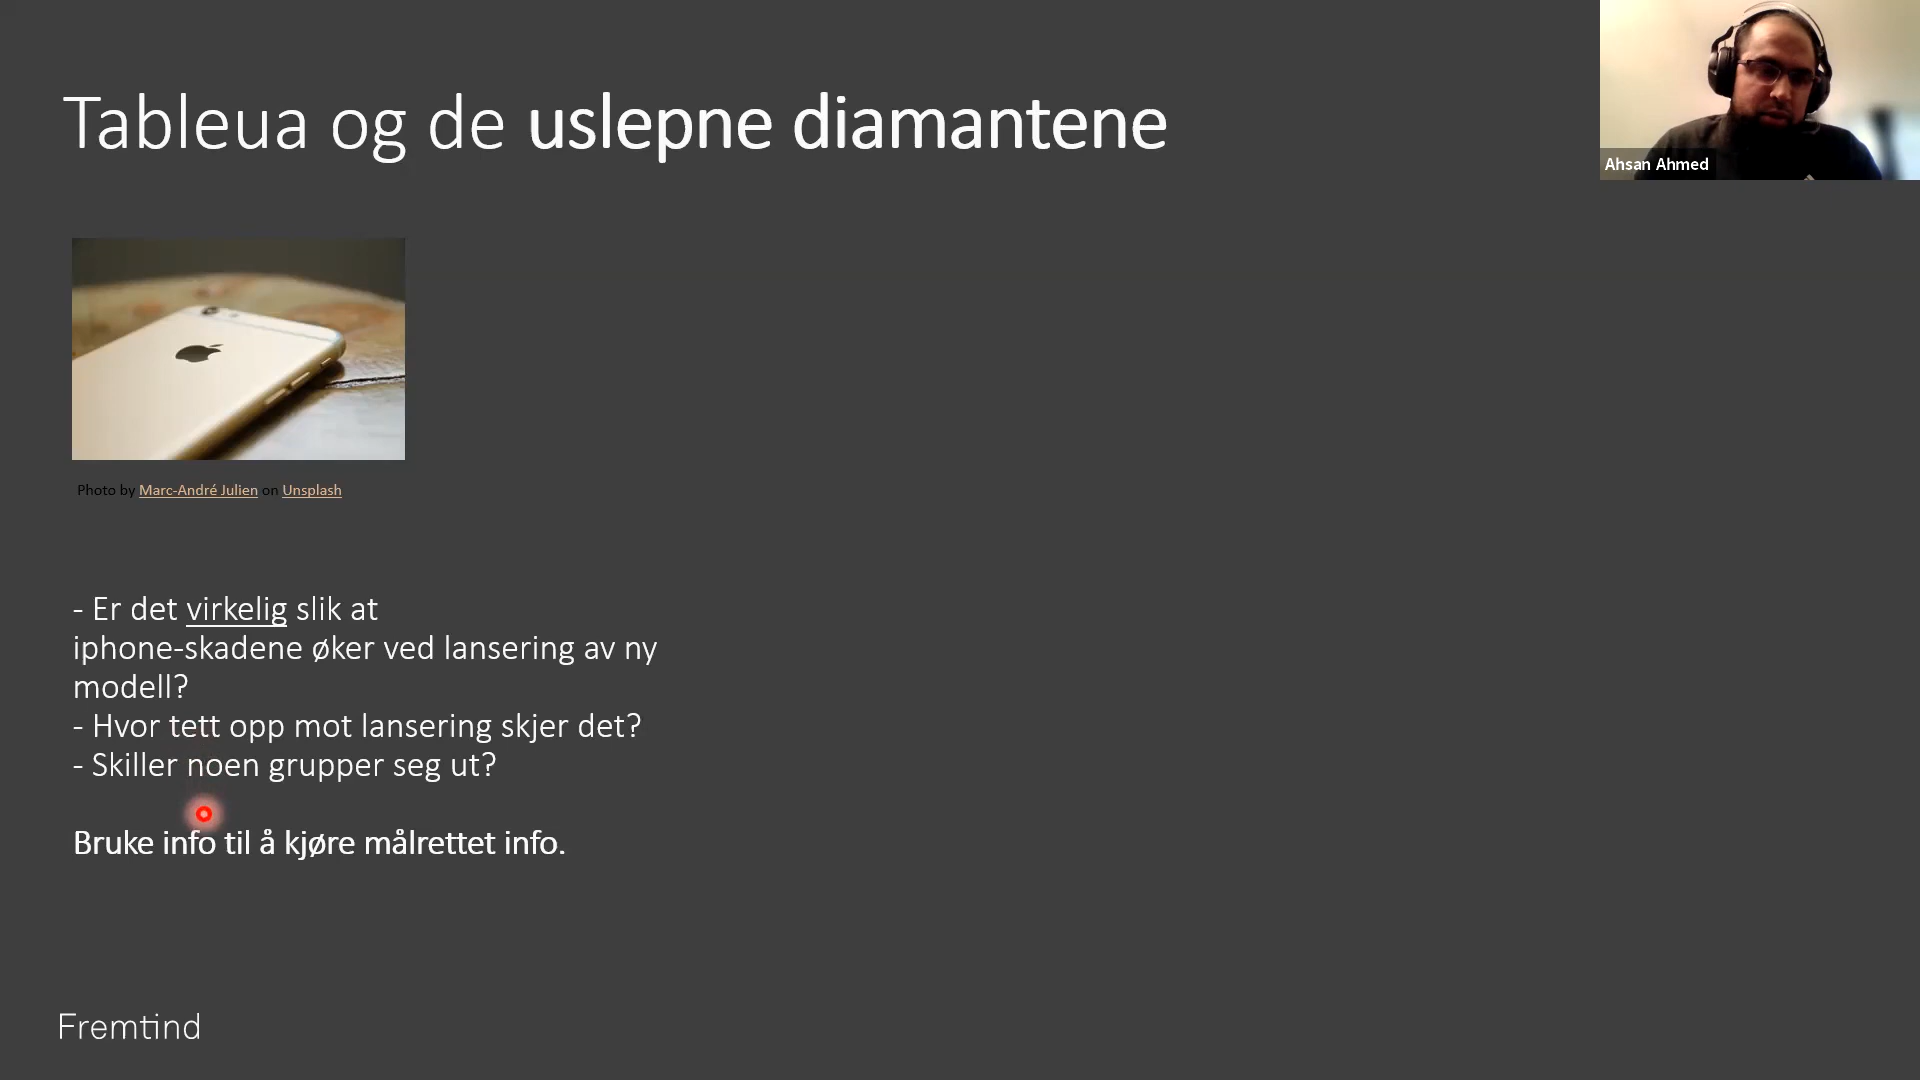 Tableua og de uslepne diamantene
Ahsan Ahmed
Photo by Marc-André Julien on Unsplash
- Er det virkelig slik at
iphone-skadene øker ved lansering av ny
modell?
- Hvor tett opp mot lansering skjer det?
- Skiller noen grupper seg ut?
Bruke info til å kjøre målrettet info.
Fremtind